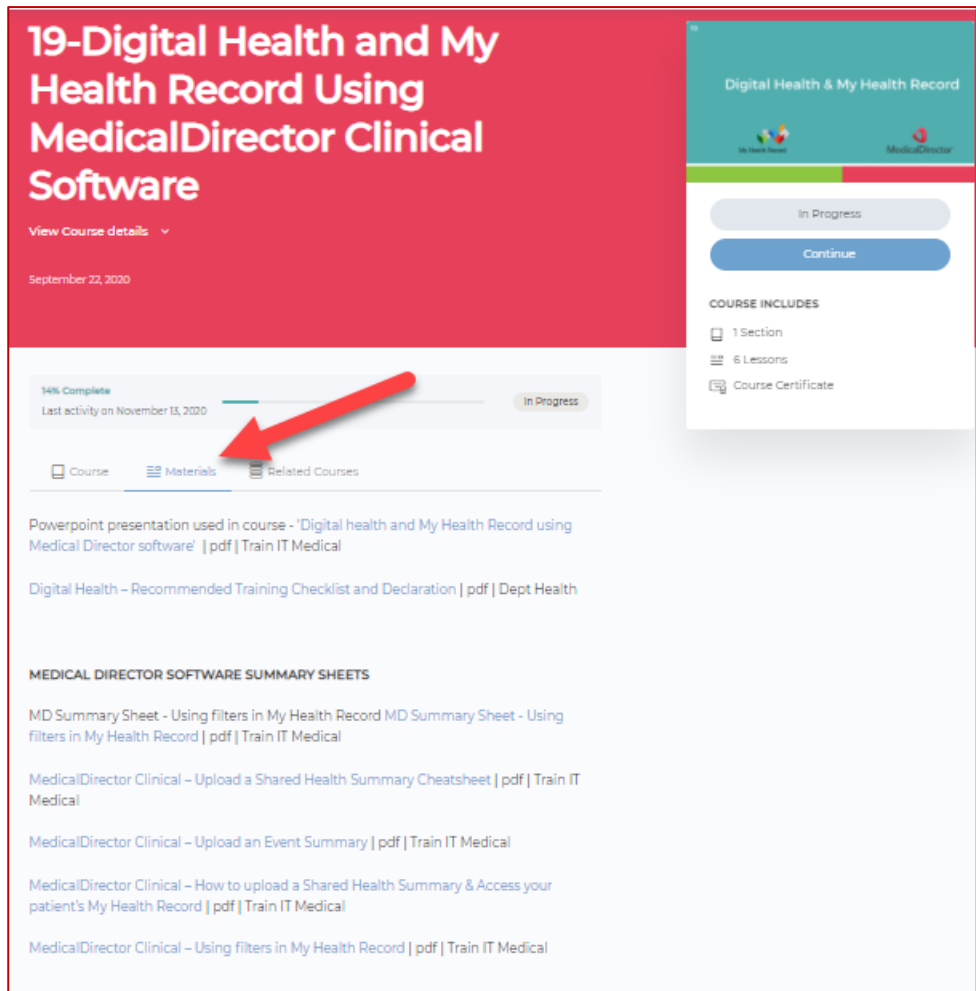 19-Digital Health and My
Health Record Using
MedicalDirector Clinical
Software
View Course details
September 22, 2020
19
Digital Health & My Health Record
My Health Record
MedicalDirector
In Progress
Continue
COURSE INCLUDES
1 Section
6 Lessons
Course Certificate
14% Complete
Last activity on November 13, 2020
In Progress
Course
Materials
Related Courses
Powerpoint presentation used in course - 'Digital health and My Health Record using
Medical Director software' | pdf | Train IT Medical
Digital Health – Recommended Training Checklist and Declaration | pdf | Dept Health
MEDICAL DIRECTOR SOFTWARE SUMMARY SHEETS
MD Summary Sheet - Using filters in My Health Record MD Summary Sheet - Using
filters in My Health Record | pdf | Train IT Medical
MedicalDirector Clinical – Upload a Shared Health Summary Cheatsheet | pdf | Train IT
Medical
MedicalDirector Clinical – Upload an Event Summary | pdf | Train IT Medical
MedicalDirector Clinical – How to upload a Shared Health Summary & Access your
patient's My Health Record | pdf | Train IT Medical
MedicalDirector Clinical – Using filters in My Health Record | pdf | Train IT Medical